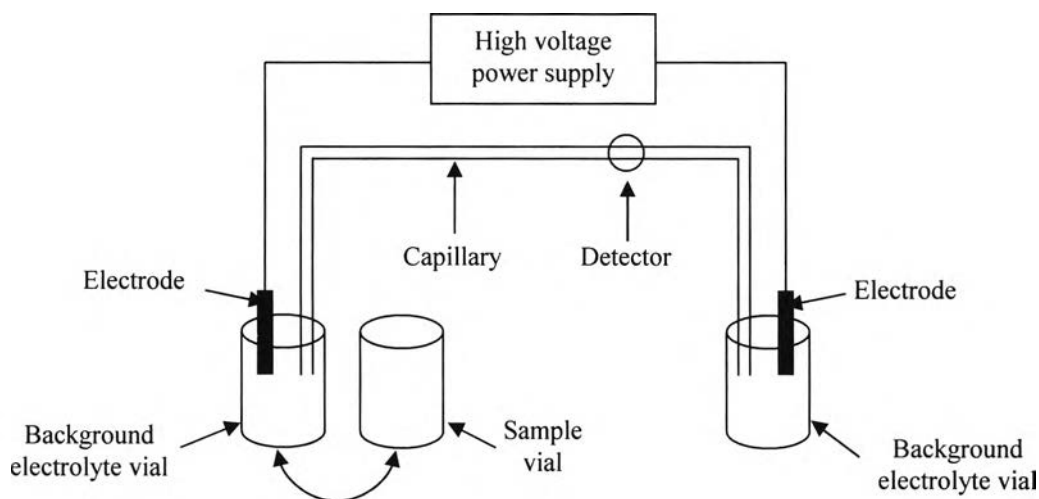 High voltage
power supply
Capillary
Detector
Electrode
Electrode
Background
electrolyte vial
Sample
vial
Background
electrolyte vial